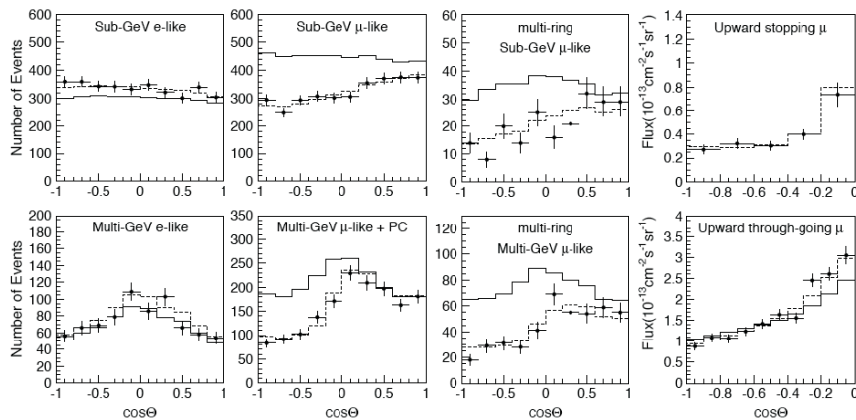 Sub-GeV e-like
Number of Events
600
500
400
300
200
100
0
-1 -0.5 0 0.5 1
Sub-GeV μ-like
600
500
400
300
200
100
0
-1 -0.5 0 0.5 1
multi-ring
Sub-GeV μ-like
60
50
40
30
20
10
0
-1 -0.5 0 0.5 1
Upward stopping μ
Flux(10⁻¹³cm⁻²s⁻¹sr⁻¹)
1.4
1.2
1
0.8
0.6
0.4
0.2
0
-1 -0.8 -0.6 -0.4 -0.2 0
Multi-GeV e-like
Number of Events
200
180
160
140
120
100
80
60
40
20
0
-1 -0.5 0 0.5 1
cosΘ
Multi-GeV μ-like + PC
350
300
250
200
150
100
50
0
-1 -0.5 0 0.5 1
cosΘ
multi-ring
Multi-GeV μ-like
140
120
100
80
60
40
20
0
-1 -0.5 0 0.5 1
cosΘ
Upward through-going μ
Flux(10⁻¹³cm⁻²s⁻¹sr⁻¹)
4
3.5
3
2.5
2
1.5
1
0.5
0
-1 -0.8 -0.6 -0.4 -0.2 0
cosΘ